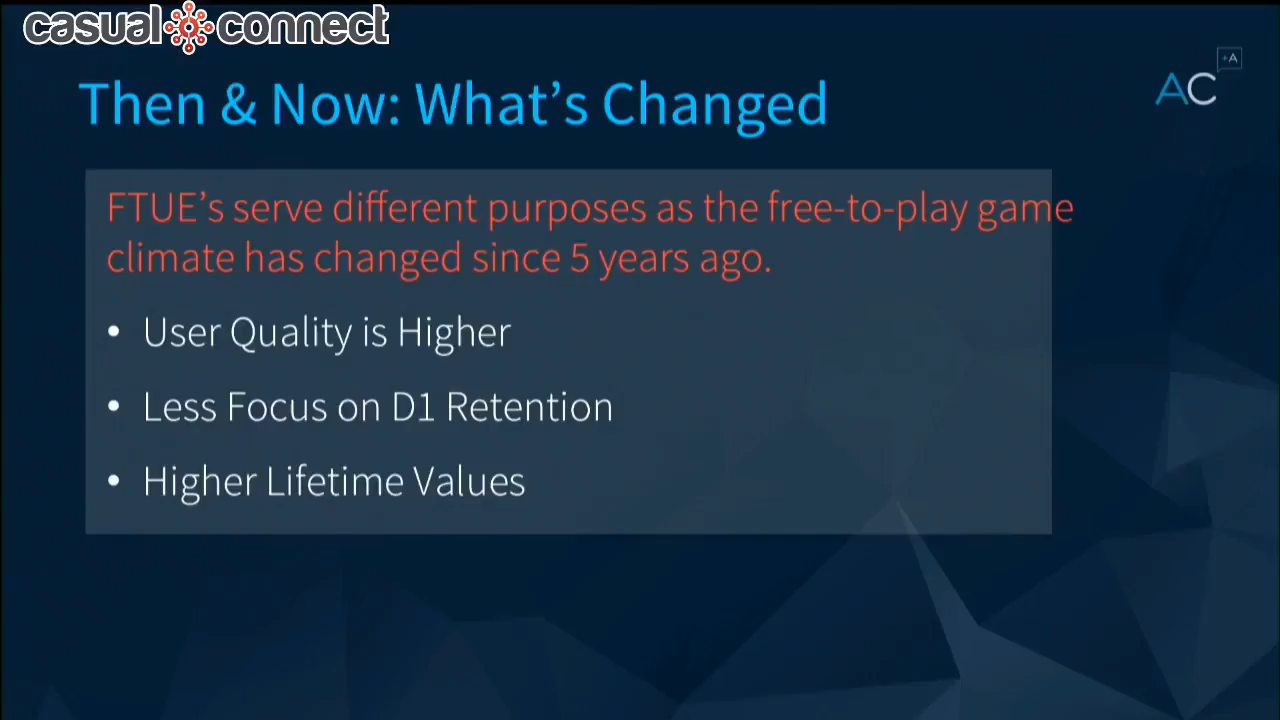 casual connect
+A
AC
Then & Now: What’s Changed
FTUE’s serve different purposes as the free-to-play game
climate has changed since 5 years ago.
• User Quality is Higher
• Less Focus on D1 Retention
• Higher Lifetime Values